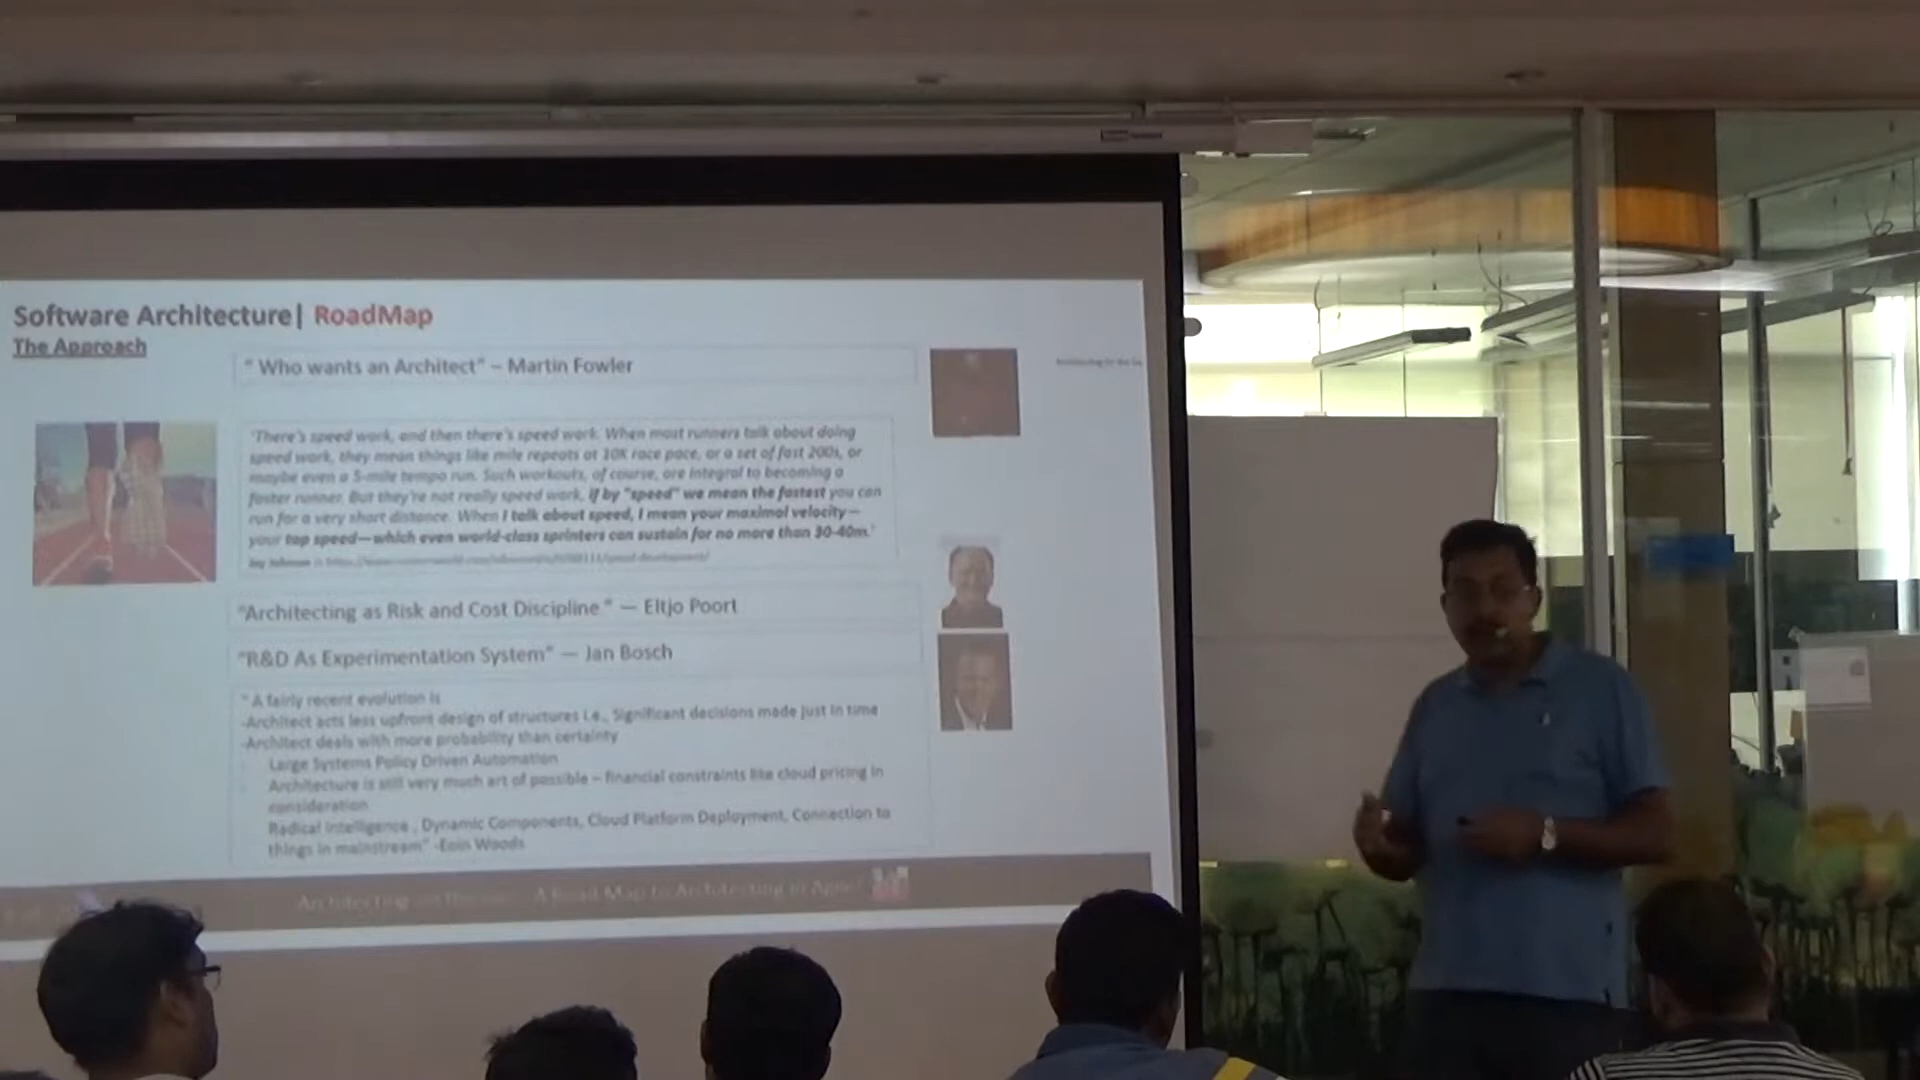 Software Architecture| RoadMap
The Approach
" Who wants an Architect" – Martin Fowler
'There's speed work, and then there's speed work. When most runners talk about doing
speed work, they mean things like mile repeats at 10K race pace, or a set of fast 200s, or
maybe even a 5-mile tempo run. Such workouts, of course, are integral to becoming a
faster runner. But they're not really speed work, if by "speed" we mean the fastest you can
run for a very short distance. When I talk about speed, I mean your maximal velocity—
your top speed—which even world-class sprinters can sustain for no more than 30-40m.'
"Architecting as Risk and Cost Discipline " — Eltjo Poort
"R&D As Experimentation System" — Jan Bosch
" A fairly recent evolution is
-Architect acts less upfront design of structures i.e., Significant decisions made just in time
-Architect deals with more probability than certainty
Large Systems Policy Driven Automation
Architecture is still very much art of possible – financial constraints like cloud pricing in
consideration
Radical Intelligence , Dynamic Components, Cloud Platform Deployment, Connection to
things in mainstream" -Eoin Woods
Architecting A Road Map to Architecting in Agile